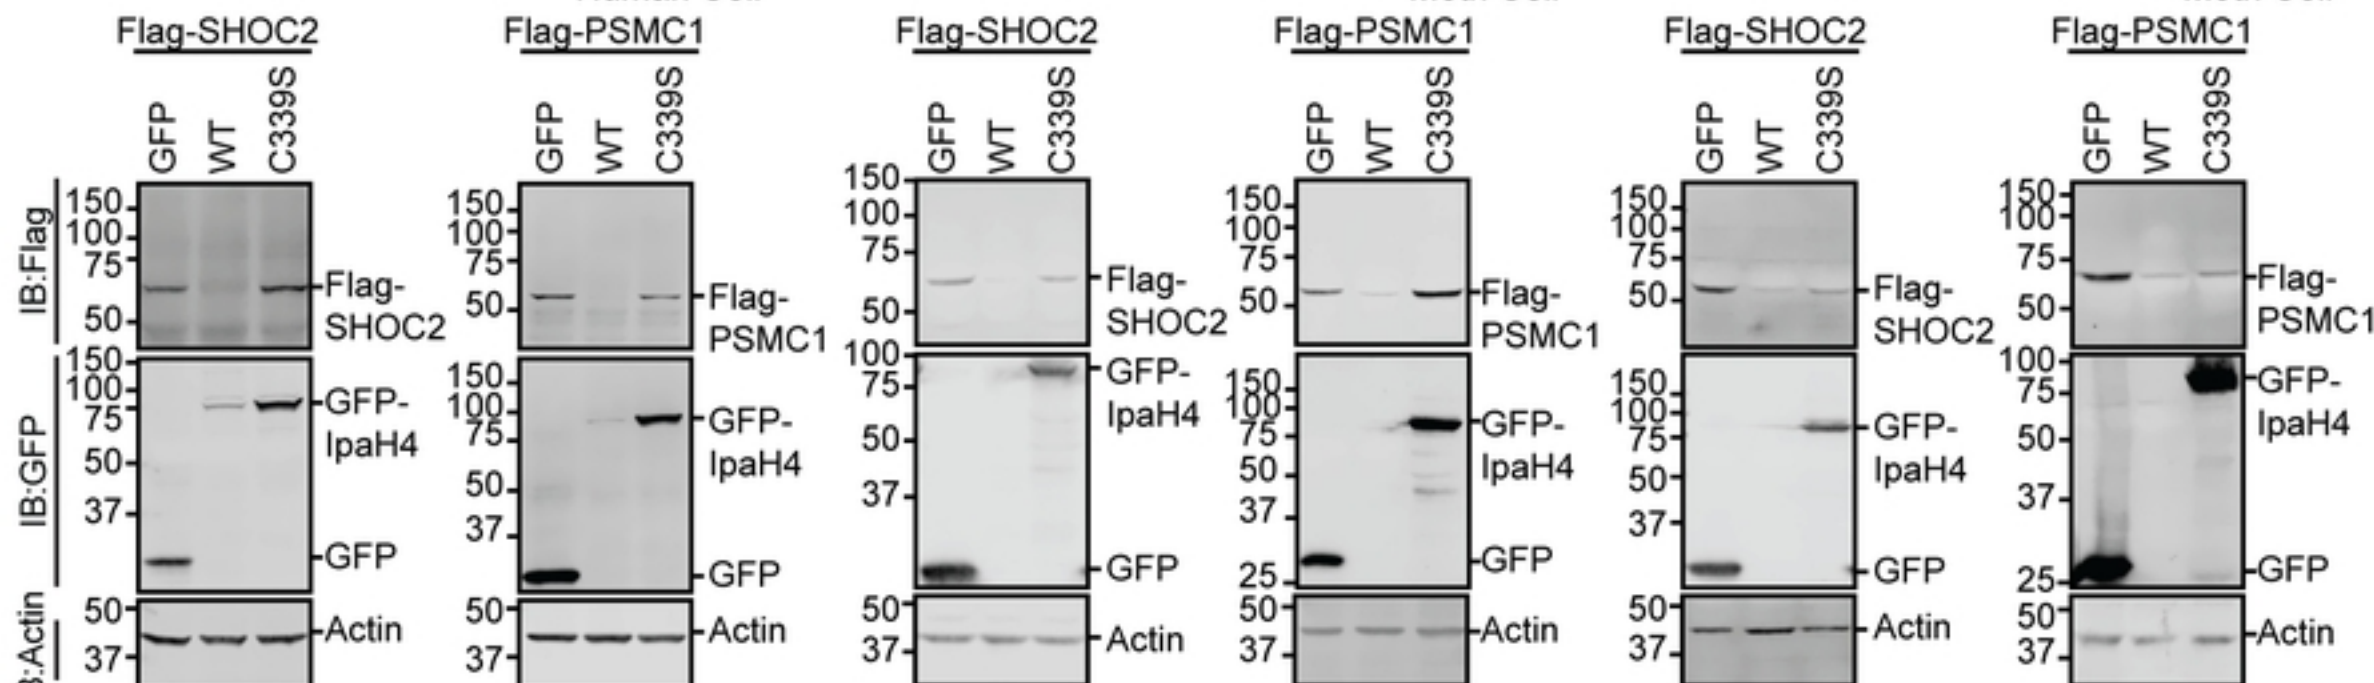 Flag-SHOC2
GFP
WT
C339S
IB:Flag
150
100
75
50
Flag-
SHOC2
IB:GFP
150
100
75
50
37
GFP-
IpaH4
GFP
50
37
Actin
Flag-PSMC1
GFP
WT
C339S
150
100
75
50
Flag-
PSMC1
150
100
75
50
37
GFP-
IpaH4
GFP
50
37
Actin
Flag-SHOC2
GFP
WT
C339S
150
100
75
50
Flag-
SHOC2
100
75
50
37
GFP-
IpaH4
GFP
50
37
Actin
Flag-PSMC1
GFP
WT
C339S
150
100
75
50
Flag-
PSMC1
150
100
75
50
37
25
GFP-
IpaH4
GFP
50
37
Actin
Flag-SHOC2
GFP
WT
C339S
150
100
75
50
Flag-
SHOC2
150
100
75
50
37
GFP-
IpaH4
GFP
50
37
Actin
Flag-PSMC1
GFP
WT
C339S
150
100
75
50
Flag-
PSMC1
100
75
50
37
25
GFP-
IpaH4
GFP
50
37
Actin